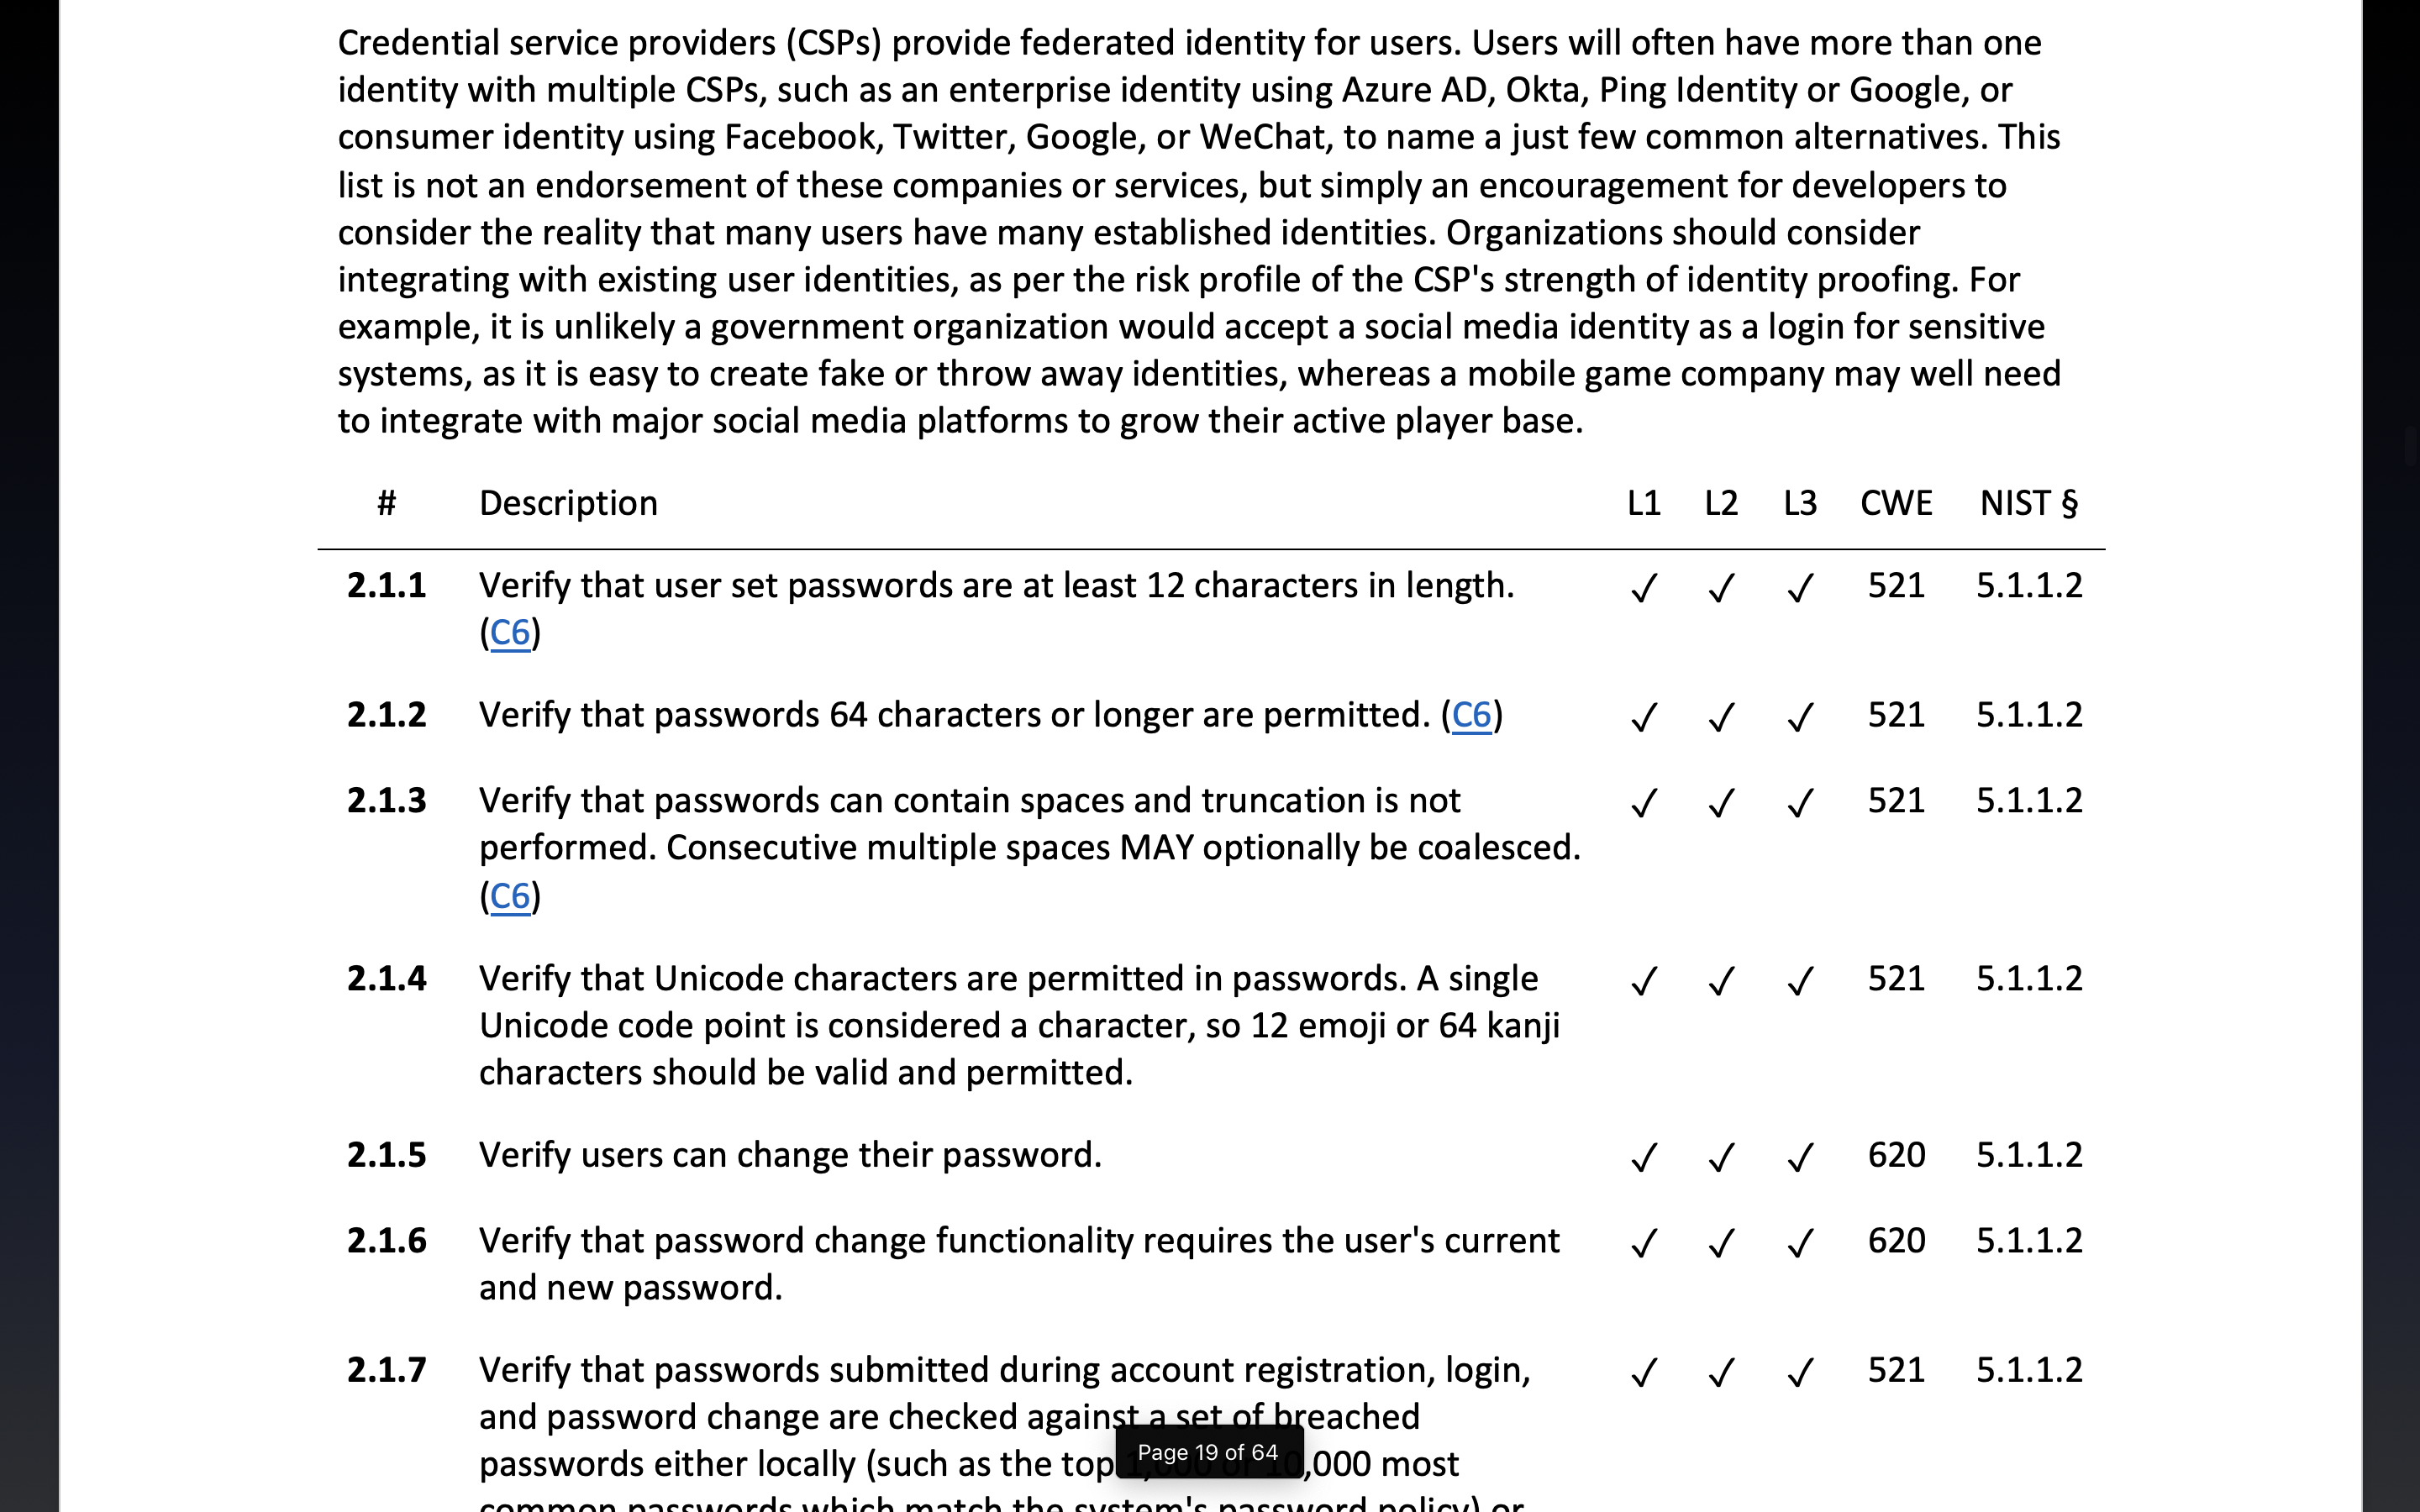 Credential service providers (CSPs) provide federated identity for users. Users will often have more than one
identity with multiple CSPs, such as an enterprise identity using Azure AD, Okta, Ping Identity or Google, or
consumer identity using Facebook, Twitter, Google, or WeChat, to name a just few common alternatives. This
list is not an endorsement of these companies or services, but simply an encouragement for developers to
consider the reality that many users have many established identities. Organizations should consider
integrating with existing user identities, as per the risk profile of the CSP's strength of identity proofing. For
example, it is unlikely a government organization would accept a social media identity as a login for sensitive
systems, as it is easy to create fake or throw away identities, whereas a mobile game company may well need
to integrate with major social media platforms to grow their active player base.
# Description L1 L2 L3 CWE NIST §
2.1.1 Verify that user set passwords are at least 12 characters in length. ✓ ✓ ✓ 521 5.1.1.2
(C6)
2.1.2 Verify that passwords 64 characters or longer are permitted. (C6) ✓ ✓ ✓ 521 5.1.1.2
2.1.3 Verify that passwords can contain spaces and truncation is not ✓ ✓ ✓ 521 5.1.1.2
performed. Consecutive multiple spaces MAY optionally be coalesced.
(C6)
2.1.4 Verify that Unicode characters are permitted in passwords. A single ✓ ✓ ✓ 521 5.1.1.2
Unicode code point is considered a character, so 12 emoji or 64 kanji
characters should be valid and permitted.
2.1.5 Verify users can change their password. ✓ ✓ ✓ 620 5.1.1.2
2.1.6 Verify that password change functionality requires the user's current ✓ ✓ ✓ 620 5.1.1.2
and new password.
2.1.7 Verify that passwords submitted during account registration, login, ✓ ✓ ✓ 521 5.1.1.2
and password change are checked against a set of breached
passwords either locally (such as the top ,000 most
common passwords which match the system's password policy) or
Page 19 of 64